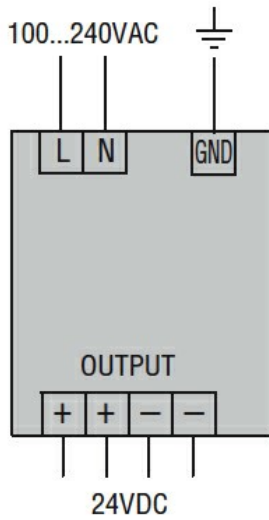 100...240VAC
L N GND
OUTPUT
+ + − −
24VDC